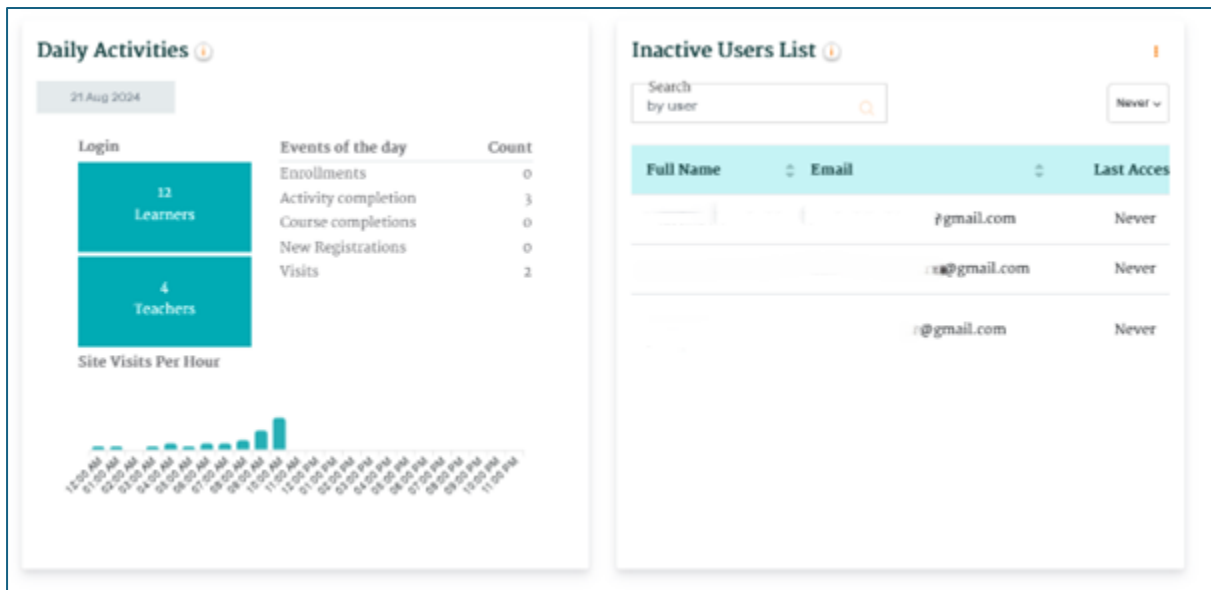 Daily Activities
21 Aug 2024
Login
12
Learners
4
Teachers
Events of the day Count
Enrollments 0
Activity completion 3
Course completions 0
New Registrations 0
Visits 2
Site Visits Per Hour
12:00 AM
01:00 AM
02:00 AM
03:00 AM
04:00 AM
05:00 AM
06:00 AM
07:00 AM
08:00 AM
09:00 AM
10:00 AM
11:00 AM
12:00 PM
01:00 PM
02:00 PM
03:00 PM
04:00 PM
05:00 PM
06:00 PM
07:00 PM
08:00 PM
09:00 PM
10:00 PM
11:00 PM
Inactive Users List
Search
by user
Never
Full Name Email Last Acces
gmail.com Never
@gmail.com Never
@gmail.com Never